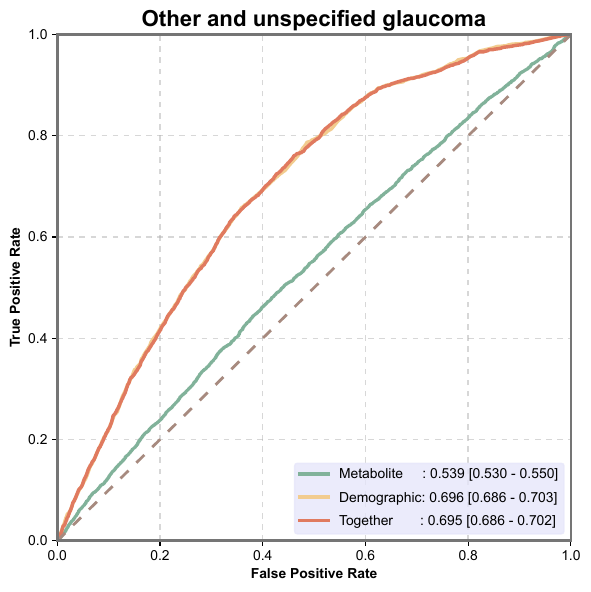 Other and unspecified glaucoma
True Positive Rate
1.0
0.8
0.6
0.4
0.2
0.0
Metabolite : 0.539 [0.530 - 0.550]
Demographic: 0.696 [0.686 - 0.703]
Together : 0.695 [0.686 - 0.702]
0.0 0.2 0.4 0.6 0.8 1.0
False Positive Rate